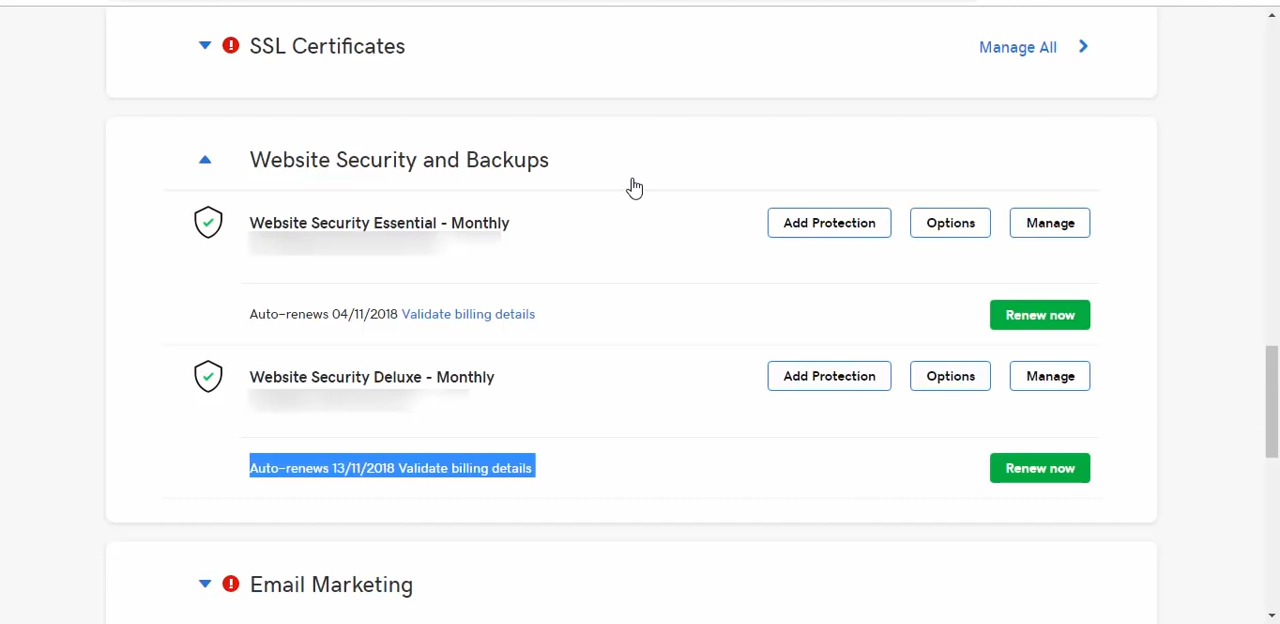 SSL Certificates
Manage All
Website Security and Backups
Website Security Essential - Monthly
Add Protection
Options
Manage
Auto-renews 04/11/2018 Validate billing details
Renew now
Website Security Deluxe - Monthly
Add Protection
Options
Manage
Auto-renews 13/11/2018 Validate billing details
Renew now
Email Marketing